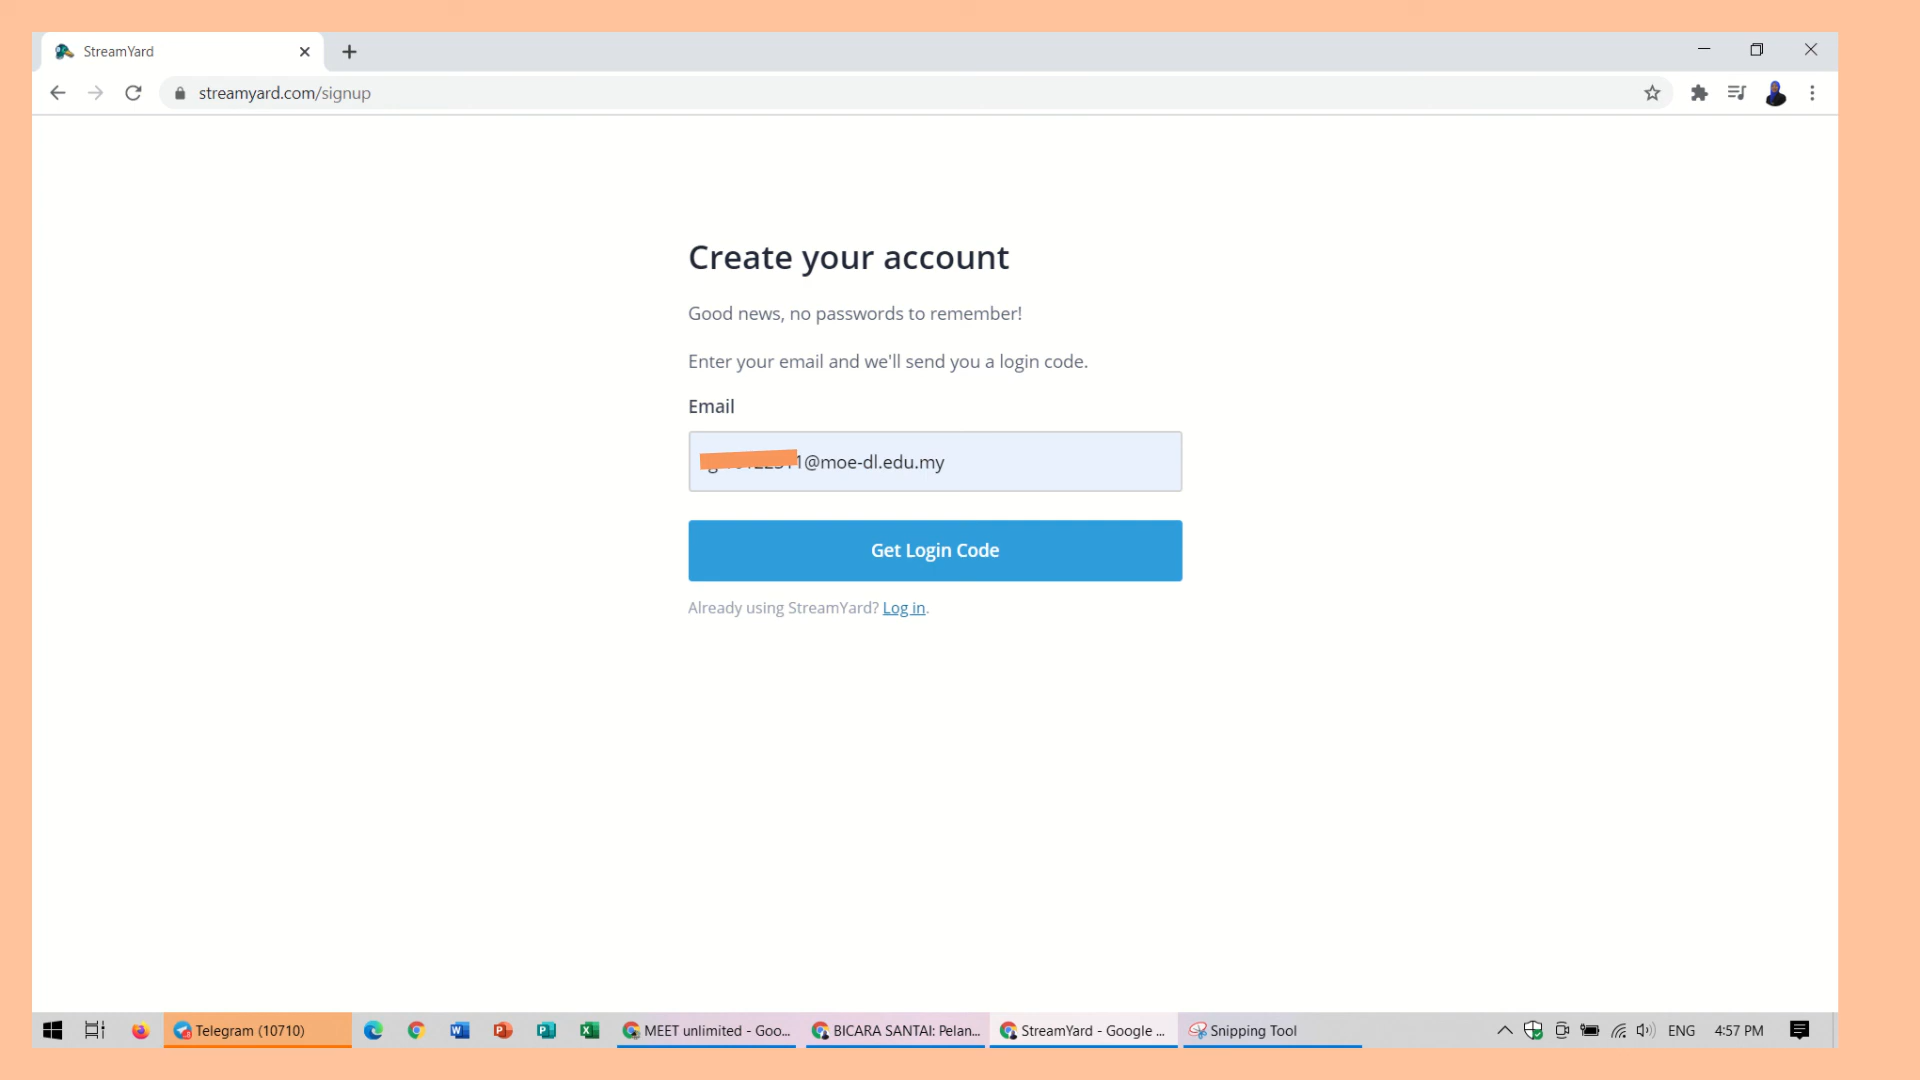 StreamYard
streamyard.com/signup
Create your account
Good news, no passwords to remember!
Enter your email and we'll send you a login code.
Email
1@moe-dl.edu.my
Get Login Code
Already using StreamYard? Log in.
Telegram (10710)
MEET unlimited - Goo...
BICARA SANTAI: Pelan...
StreamYard - Google ...
Snipping Tool
ENG
4:57 PM